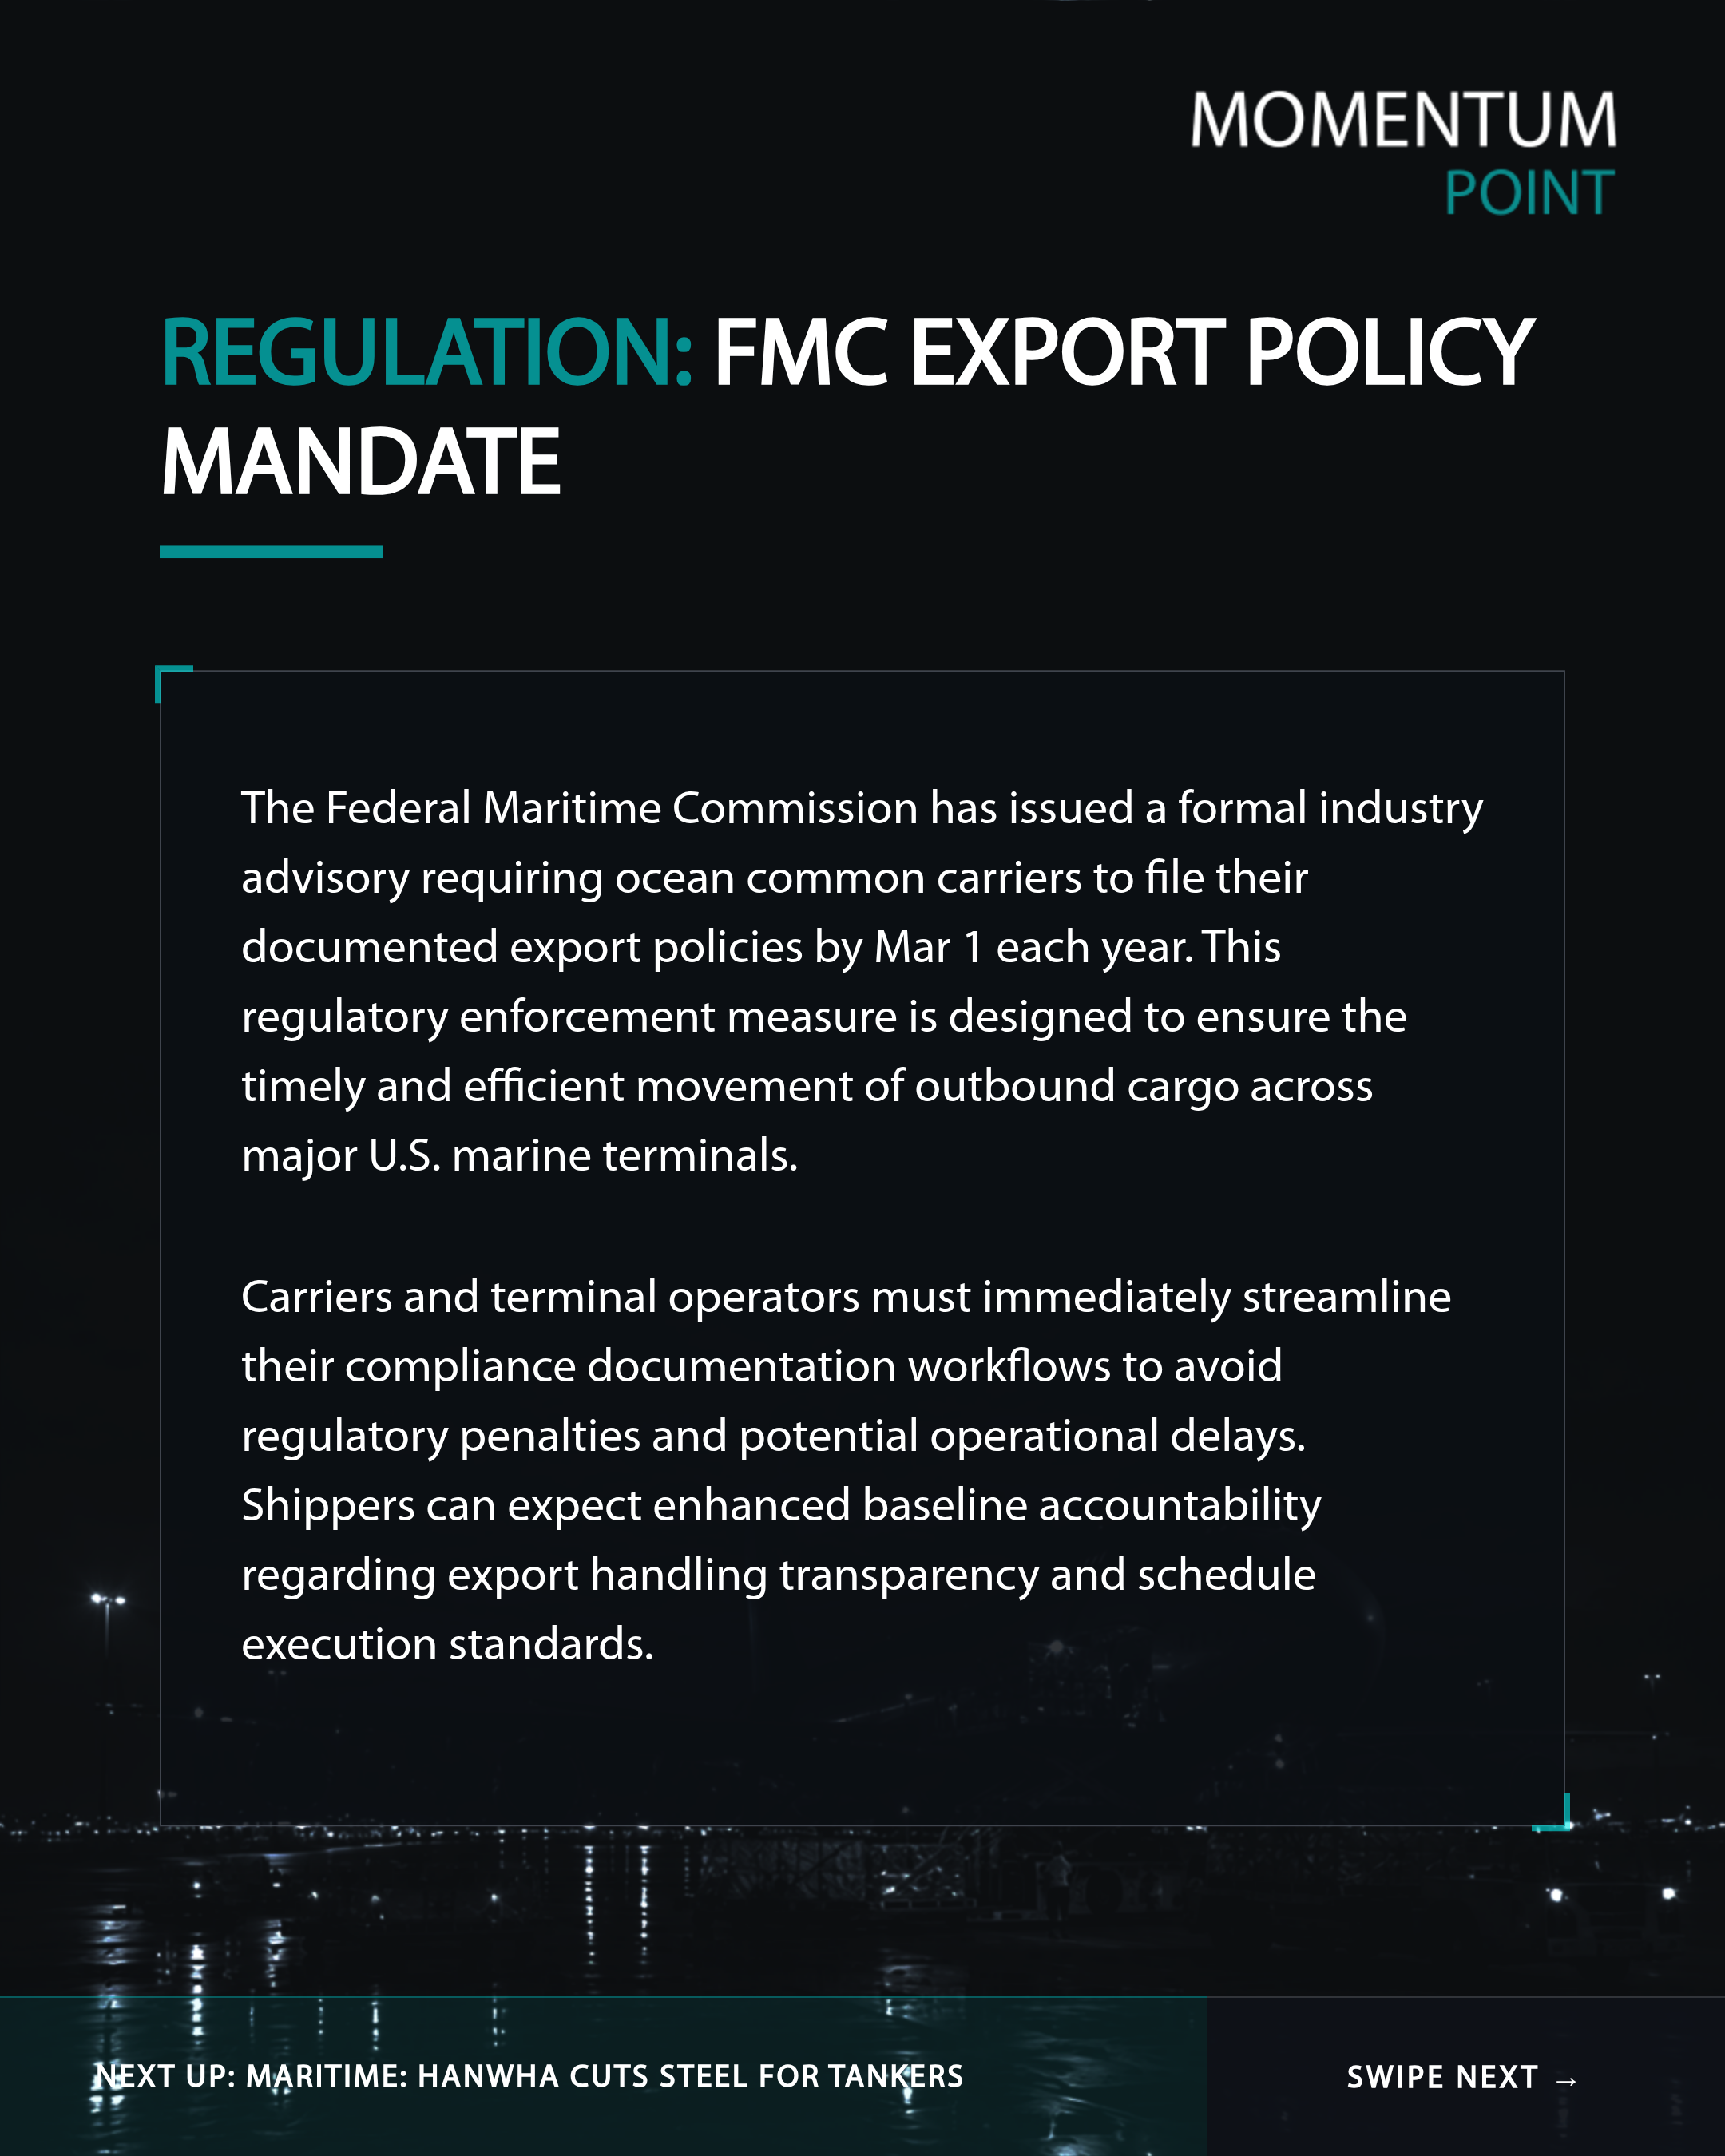 MOMENTUM
POINT
REGULATION: FMC EXPORT POLICY
MANDATE
The Federal Maritime Commission has issued a formal industry
advisory requiring ocean common carriers to file their
documented export policies by Mar 1 each year. This
regulatory enforcement measure is designed to ensure the
timely and efficient movement of outbound cargo across
major U.S. marine terminals.
Carriers and terminal operators must immediately streamline
their compliance documentation workflows to avoid
regulatory penalties and potential operational delays.
Shippers can expect enhanced baseline accountability
regarding export handling transparency and schedule
execution standards.
NEXT UP: MARITIME: HANWHA CUTS STEEL FOR TANKERS
SWIPE NEXT →